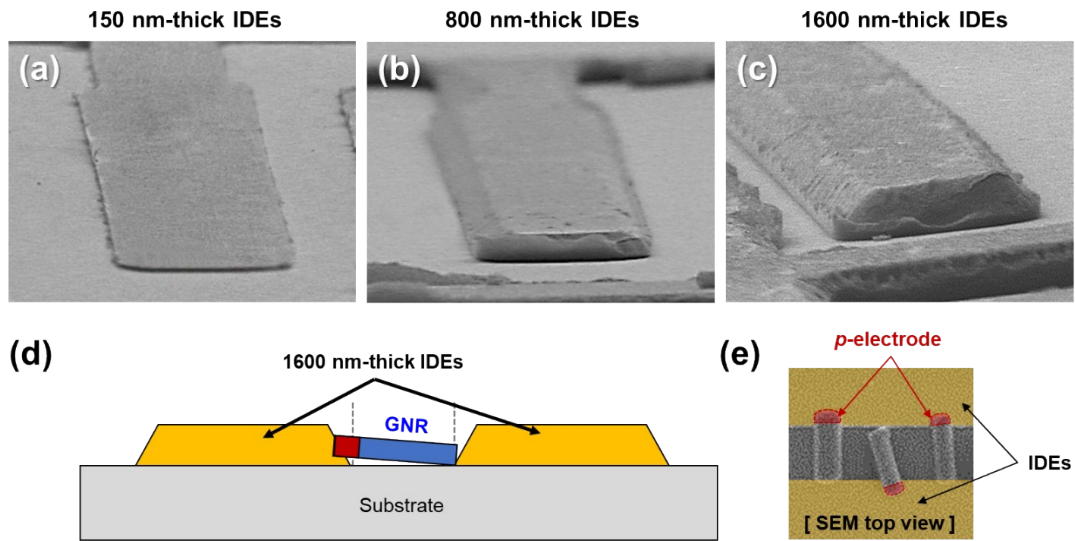 150 nm-thick IDEs
800 nm-thick IDEs
1600 nm-thick IDEs
(a)
(b)
(c)
(d)
1600 nm-thick IDEs
GNR
Substrate
(e)
p-electrode
IDEs
[ SEM top view ]